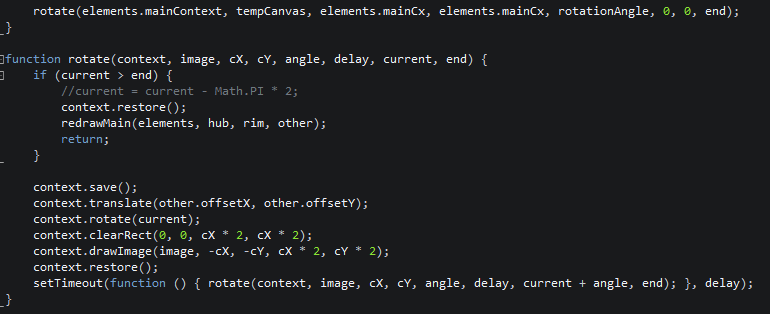 rotate(elements.mainContext, tempCanvas, elements.mainCx, elements.mainCx, rotationAngle, 0, 0, end);
}
function rotate(context, image, cX, cY, angle, delay, current, end) {
if (current > end) {
//current = current - Math.PI * 2;
context.restore();
redrawMain(elements, hub, rim, other);
return;
}
context.save();
context.translate(other.offsetX, other.offsetY);
context.rotate(current);
context.clearRect(0, 0, cX * 2, cX * 2);
context.drawImage(image, -cX, -cY, cX * 2, cY * 2);
context.restore();
setTimeout(function () { rotate(context, image, cX, cY, angle, delay, current + angle, end); }, delay);
}